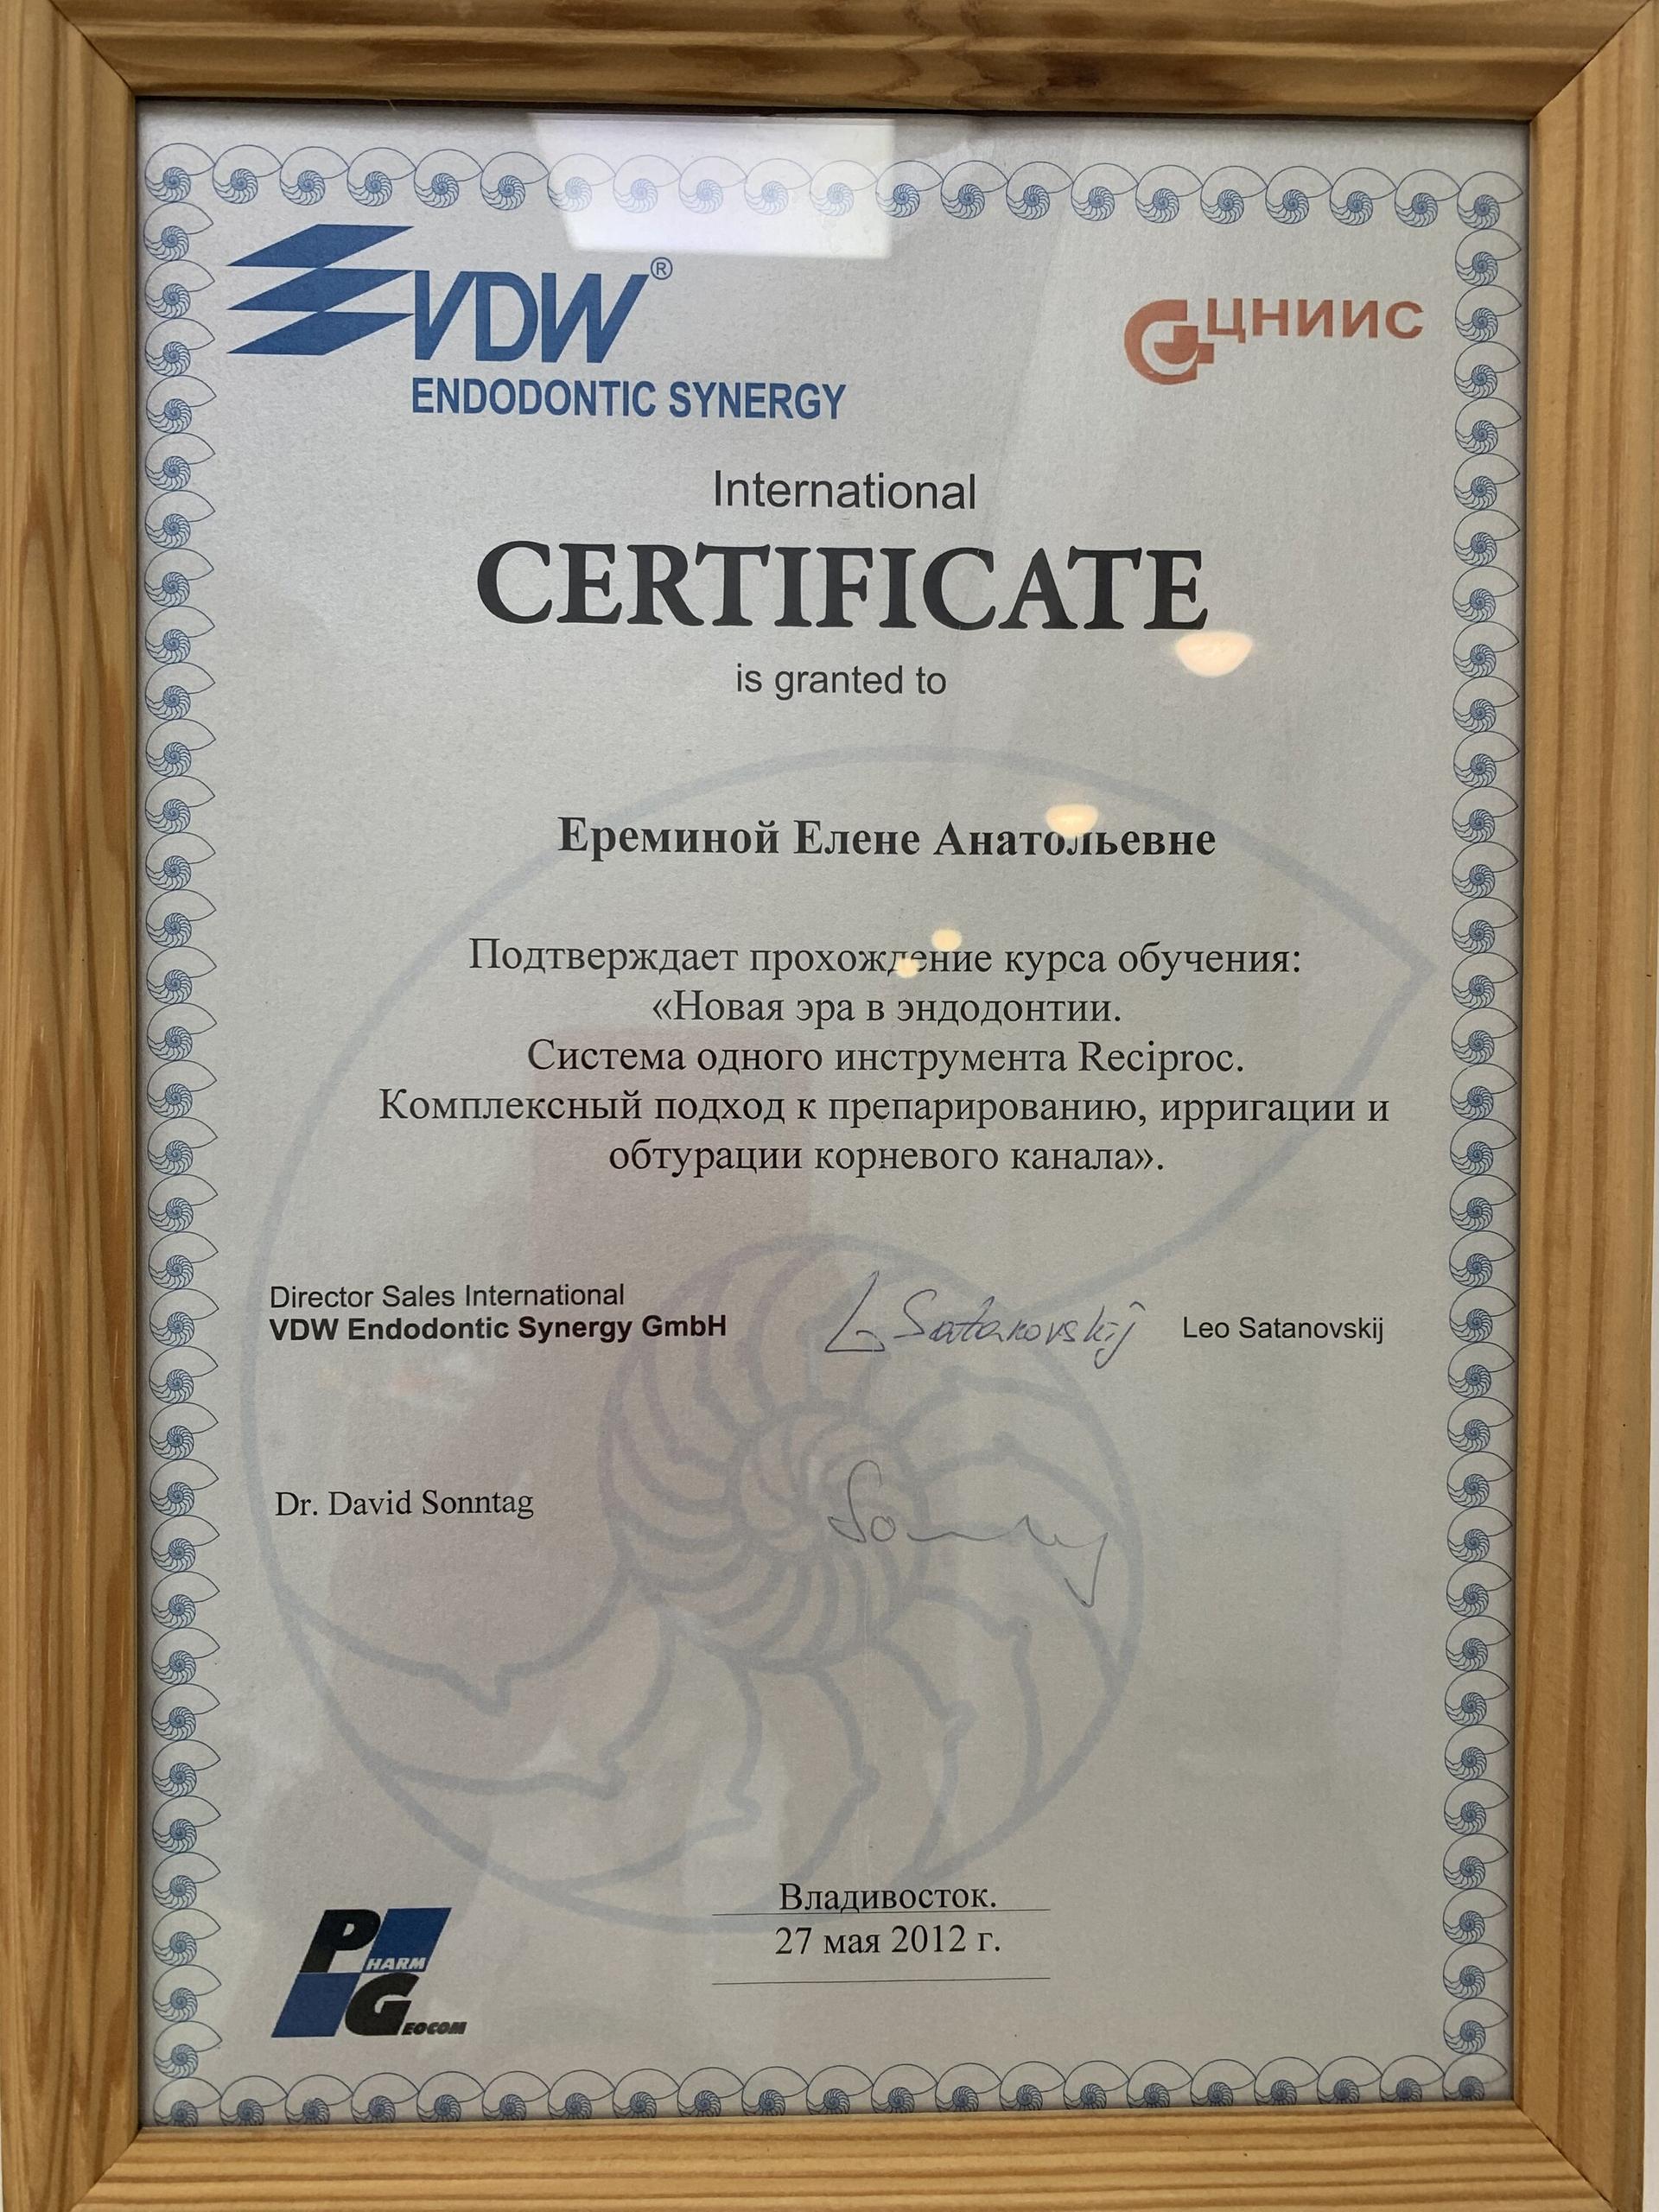 VDW®
ENDODONTIC SYNERGY
ЦНИИС
International
CERTIFICATE
is granted to
Ереминой Елене Анатольевне
Подтверждает прохождение курса обучения:
«Новая эра в эндодонтии.
Система одного инструмента Reciproc.
Комплексный подход к препарированию, ирригации и
обтурации корневого канала».
Director Sales International
VDW Endodontic Synergy GmbH
L Satanovskij
Leo Satanovskij
Dr. David Sonntag
Владивосток.
27 мая 2012 г.
PHARM
GEOCOM